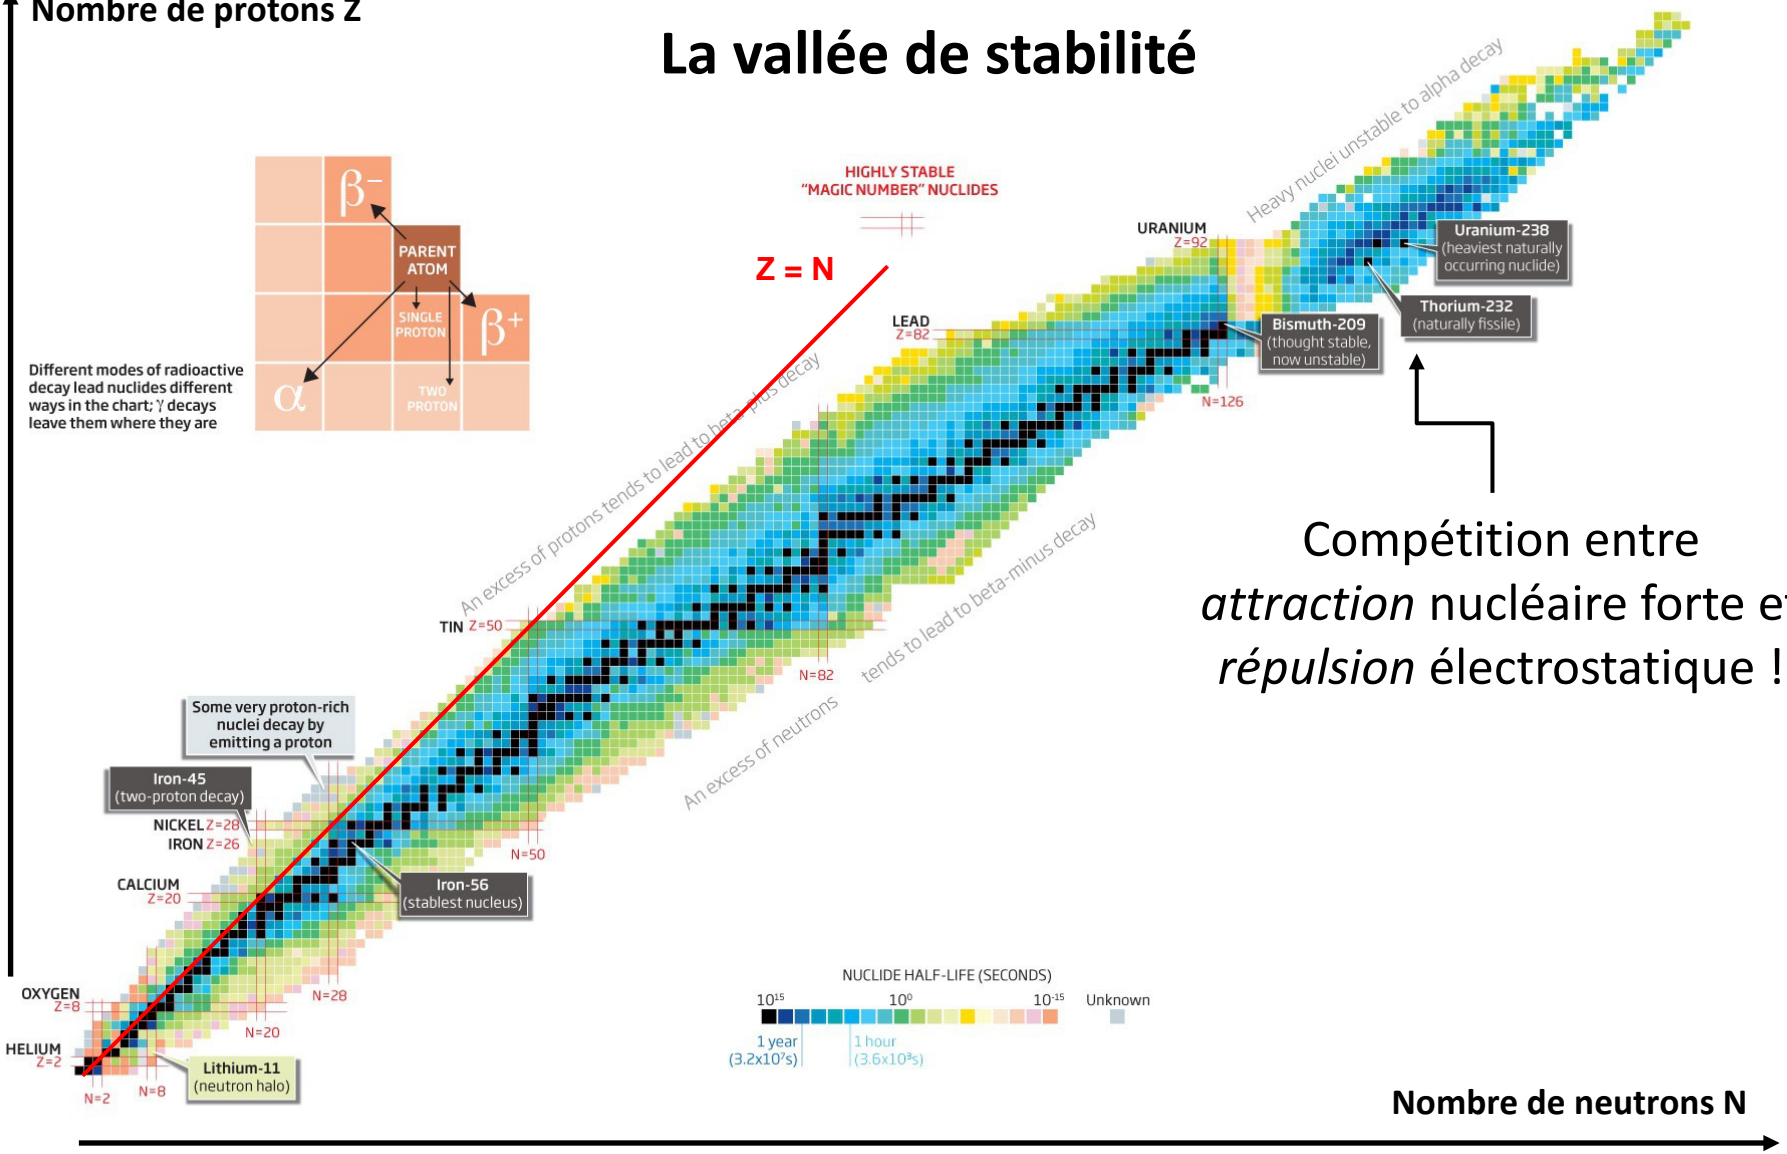 Nombre de protons Z
La vallée de stabilité
Heavy nuclei unstable to alpha decay
β−
PARENT
ATOM
SINGLE
PROTON
β+
α
TWO
PROTON
Different modes of radioactive
decay lead nuclides different
ways in the chart; γ decays
leave them where they are
HIGHLY STABLE
"MAGIC NUMBER" NUCLIDES
Z = N
URANIUM
Z=92
Uranium-238
(heaviest naturally
occurring nuclide)
Thorium-232
(naturally fissile)
LEAD
Z=82
Bismuth-209
(thought stable,
now unstable)
N=126
An excess of protons tends to lead to beta-plus decay
Compétition entre
attraction nucléaire forte et
répulsion électrostatique !
TIN Z=50
N=82
An excess of neutrons tends to lead to beta-minus decay
Some very proton-rich
nuclei decay by
emitting a proton
Iron-45
(two-proton decay)
NICKEL Z=28
IRON Z=26
N=50
CALCIUM
Z=20
Iron-56
(stablest nucleus)
N=28
OXYGEN
Z=8
N=20
HELIUM
Z=2
Lithium-11
(neutron halo)
N=8
N=2
NUCLIDE HALF-LIFE (SECONDS)
10¹⁵ 10⁰ 10⁻¹⁵ Unknown
1 year
(3.2x10⁷s)
1 hour
(3.6x10³s)
Nombre de neutrons N